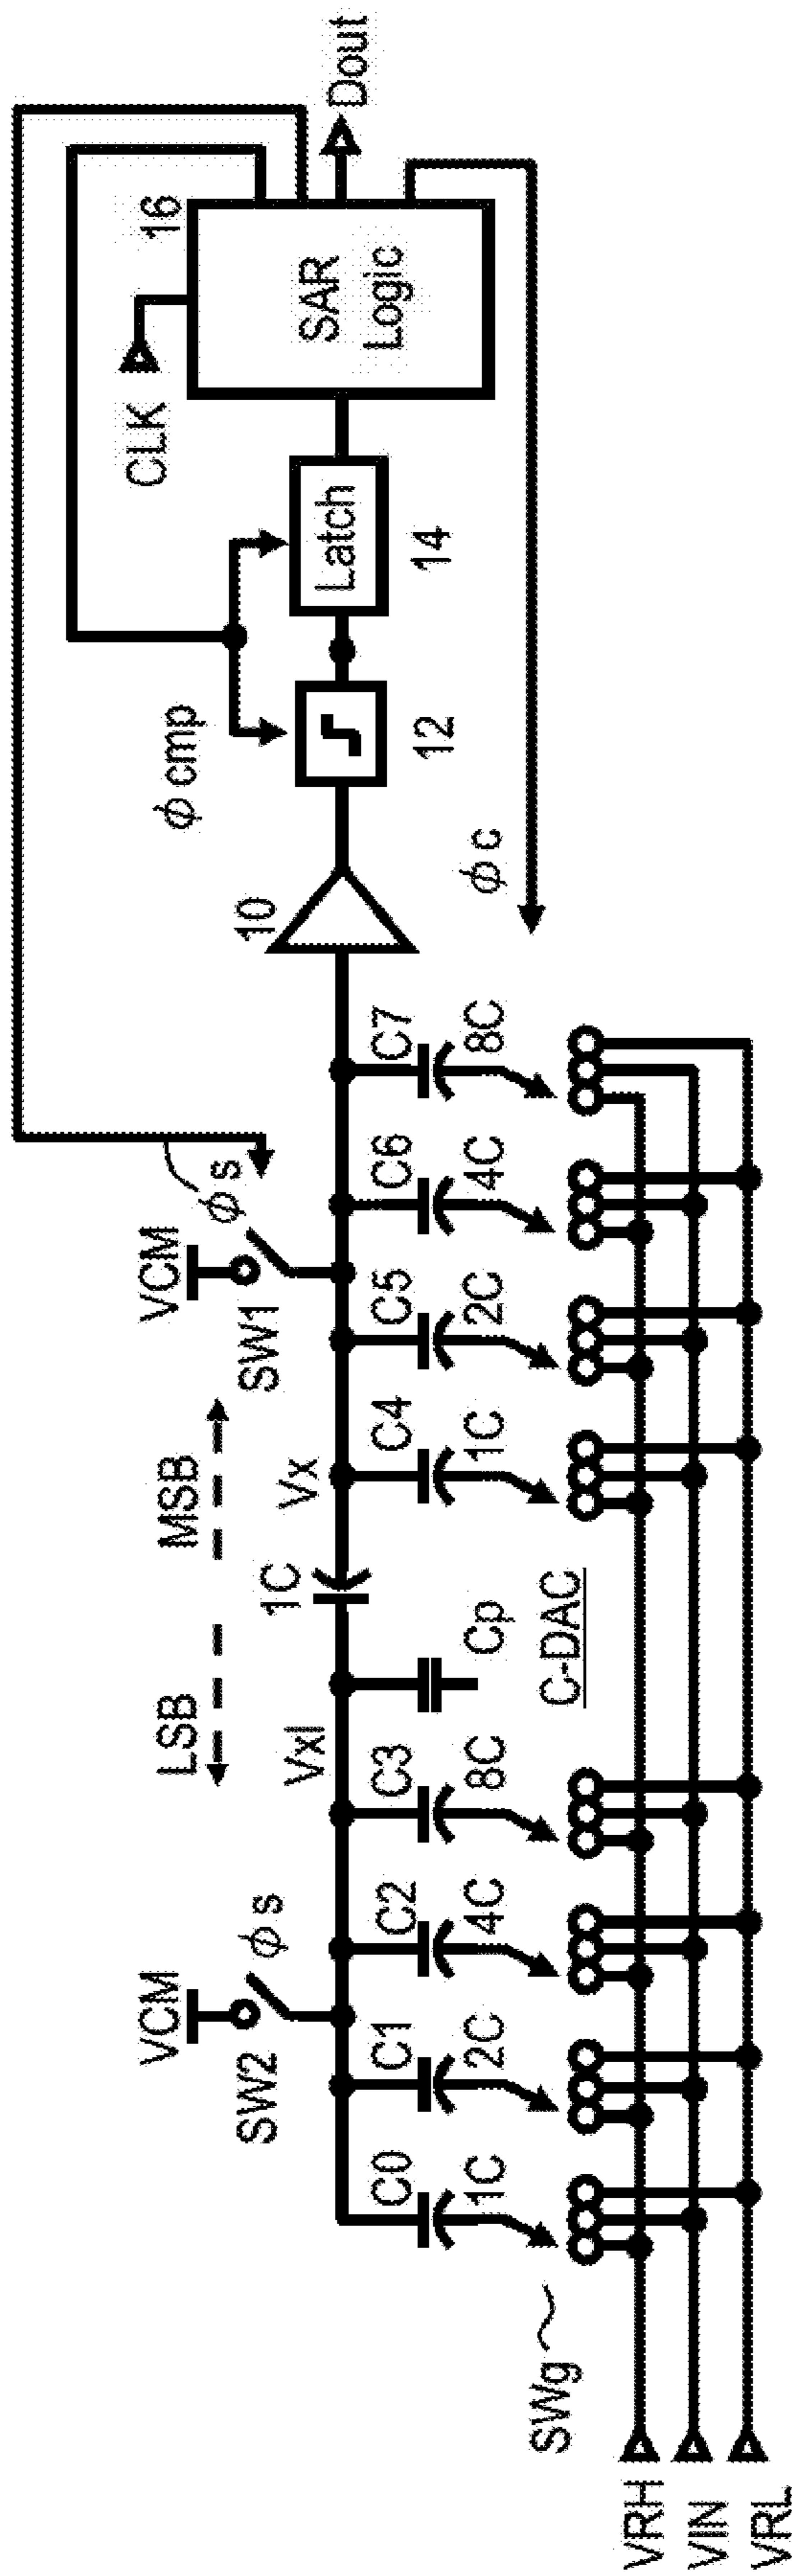 VCM
SW2
φs
LSB
MSB
VCM
SW1
φs
φcmp
CLK
16
SAR
Logic
Dout
Latch
14
12
10
φc
Vxl
1C
Vx
C0
1C
C1
2C
C2
4C
C3
8C
Cp
C-DAC
C4
1C
C5
2C
C6
4C
C7
8C
SWg
VRH
VIN
VRL